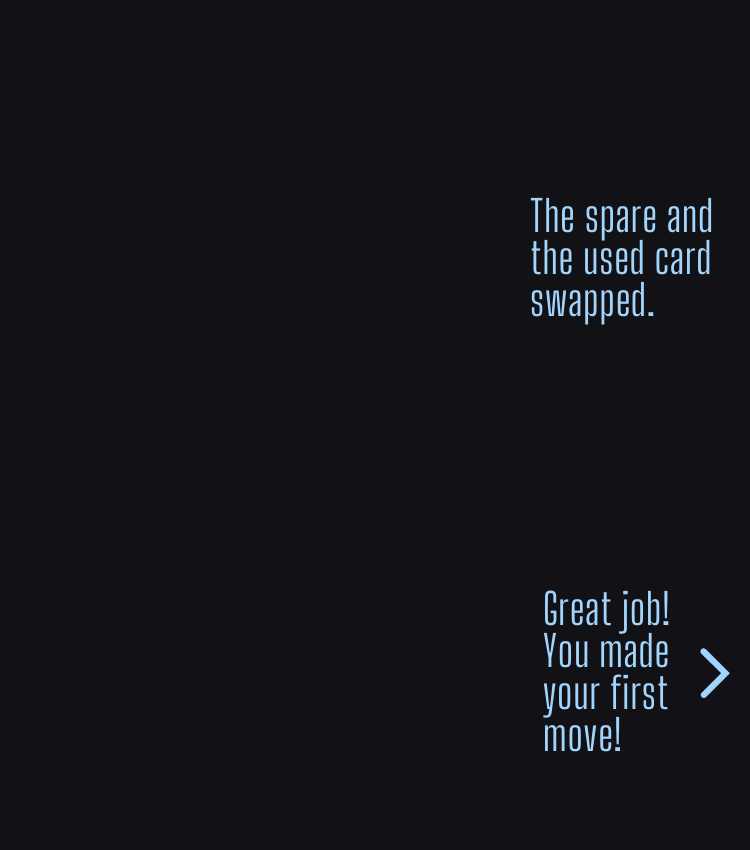 The spare and
the used card
swapped.
Great job!
You made
your first
move!